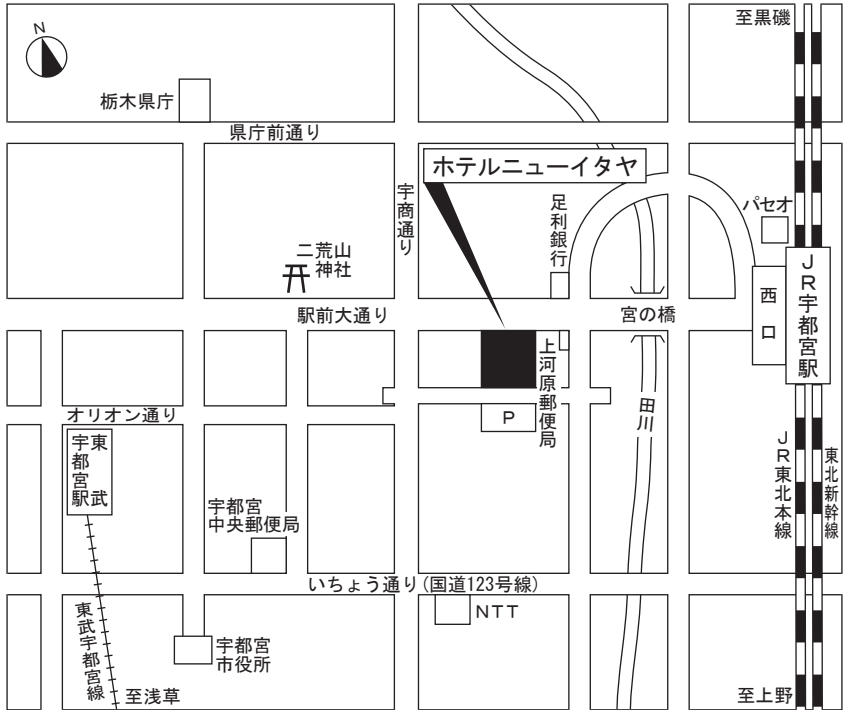 至黒磯
N
栃木県庁
県庁前通り
ホテルニューイタヤ
宇商通り
足利銀行
パセオ
二荒山
神社
JR宇都宮駅
西口
駅前大通り
宮の橋
上河原郵便局
オリオン通り
P
田川
東武
宇都宮駅
JR東北本線
東北新幹線
宇都宮
中央郵便局
いちょう通り(国道123号線)
NTT
東武宇都宮線
宇都宮
市役所
至浅草
至上野